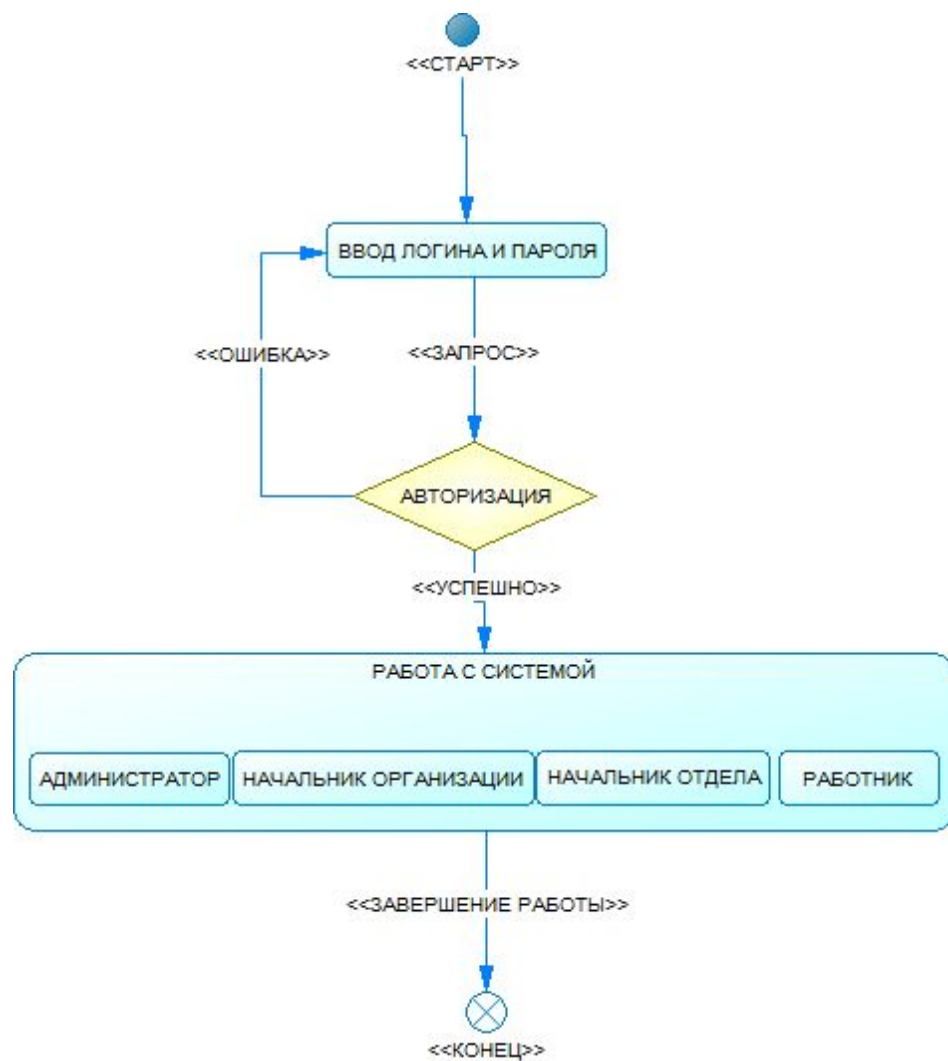 <<СТАРТ>>
ВВОД ЛОГИНА И ПАРОЛЯ
<<ОШИБКА>>
<<ЗАПРОС>>
АВТОРИЗАЦИЯ
<<УСПЕШНО>>
РАБОТА С СИСТЕМОЙ
АДМИНИСТРАТОР
НАЧАЛЬНИК ОРГАНИЗАЦИИ
НАЧАЛЬНИК ОТДЕЛА
РАБОТНИК
<<ЗАВЕРШЕНИЕ РАБОТЫ>>
<<КОНЕЦ>>